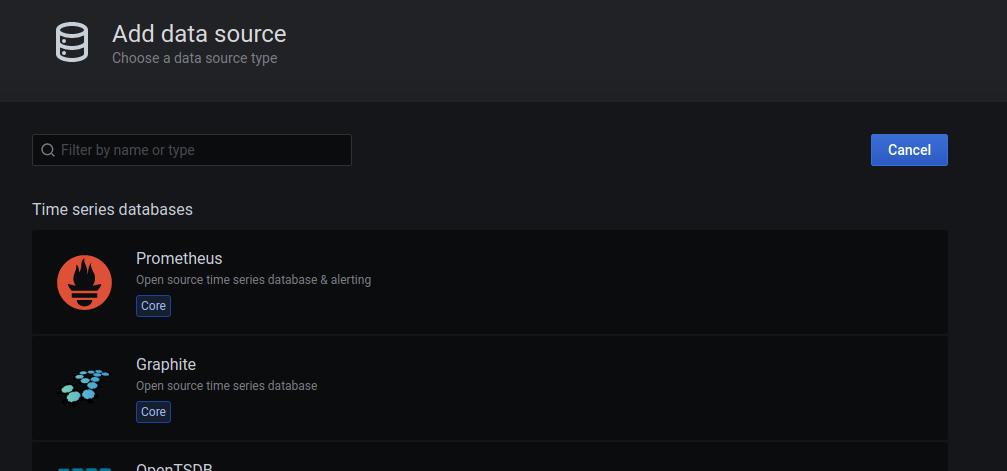 Add data source
Choose a data source type
Filter by name or type
Cancel
Time series databases
Prometheus
Open source time series database & alerting
Core
Graphite
Open source time series database
Core
OpenTSDB